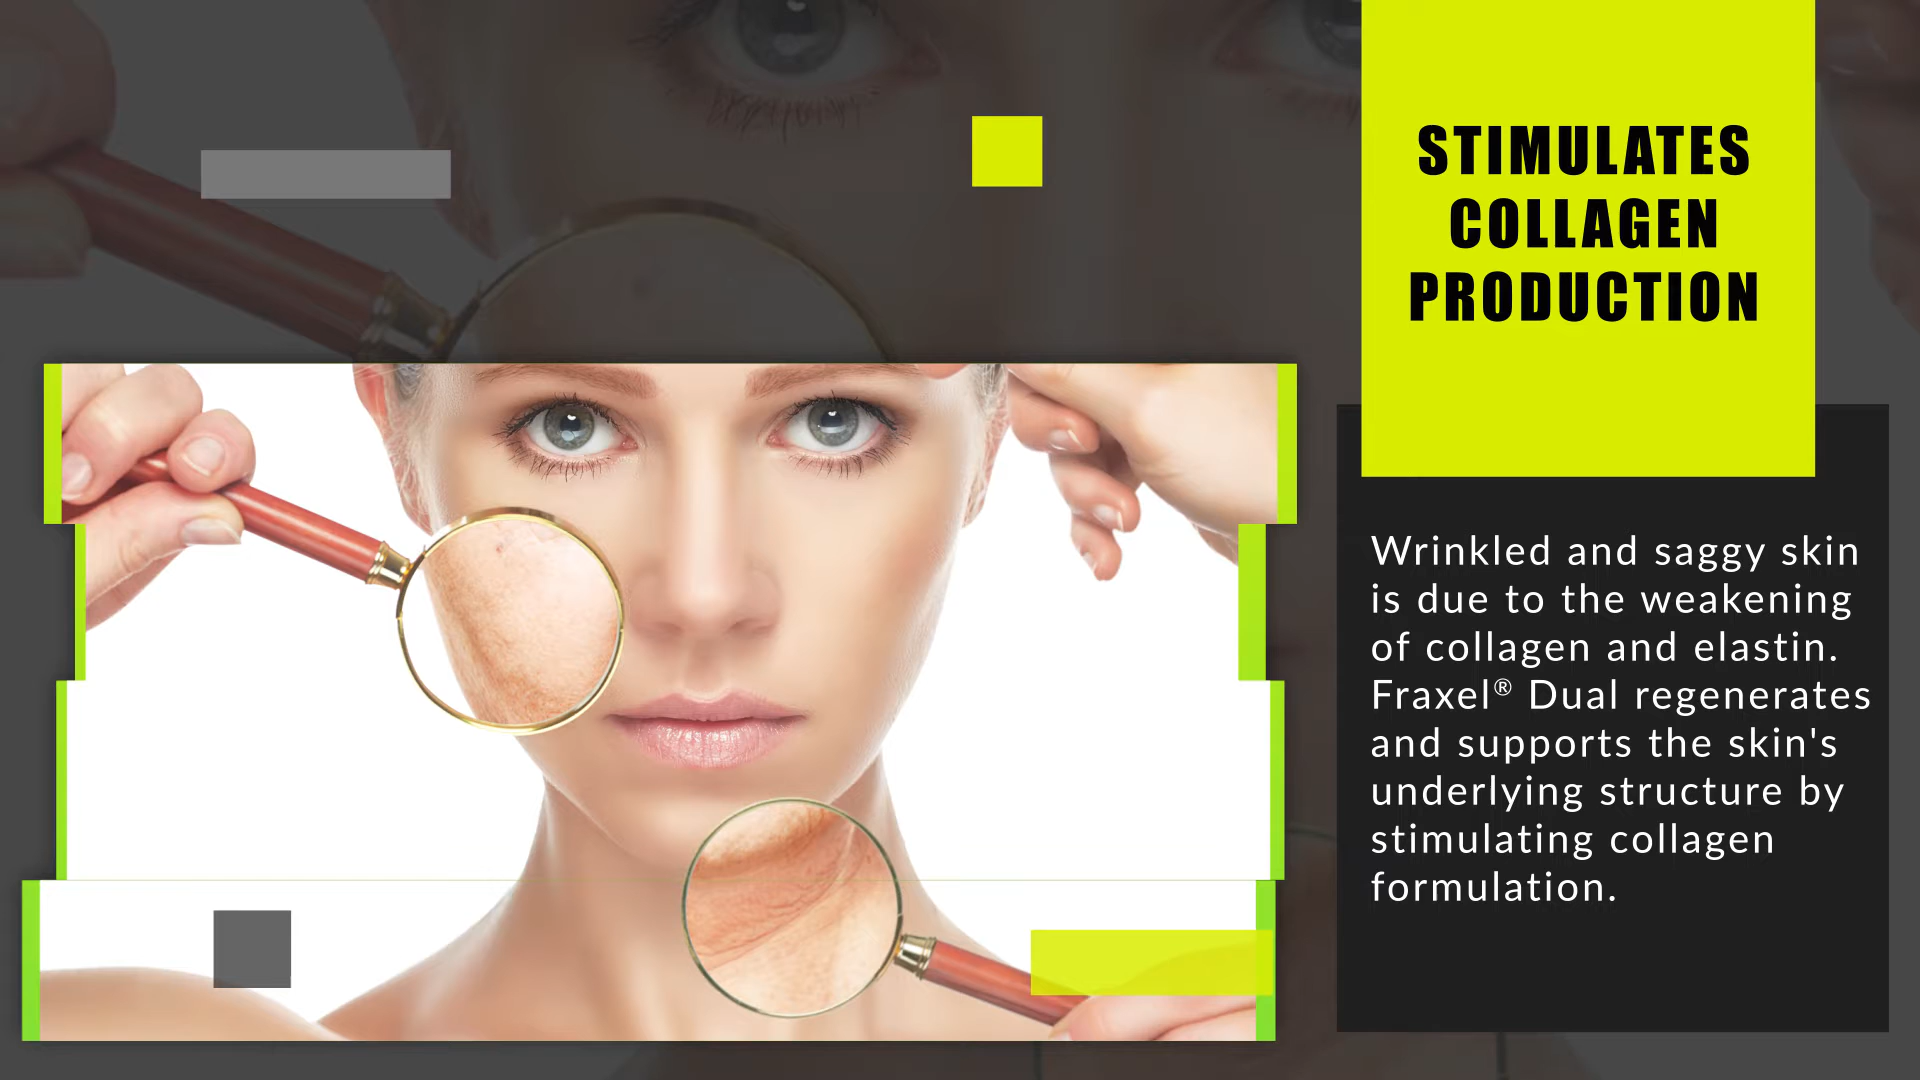 STIMULATES
COLLAGEN
PRODUCTION
Wrinkled and saggy skin
is due to the weakening
of collagen and elastin.
Fraxel® Dual regenerates
and supports the skin's
underlying structure by
stimulating collagen
formulation.